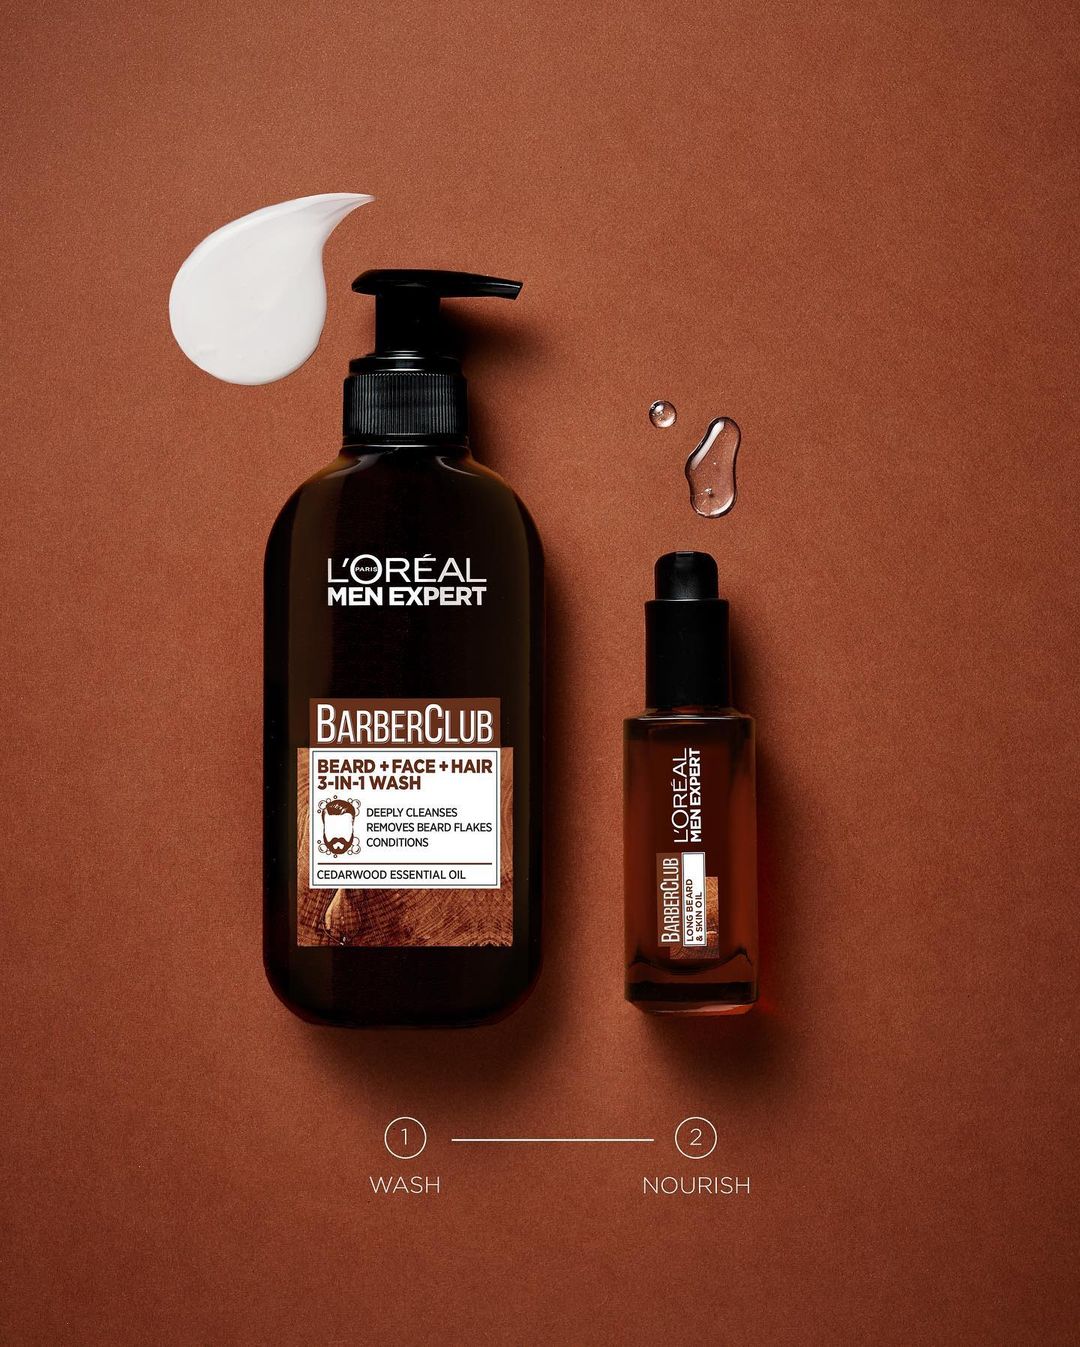 L'ORÉAL
PARIS
MEN EXPERT
BARBERCLUB
BEARD + FACE + HAIR
3-IN-1 WASH
DEEPLY CLEANSES
REMOVES BEARD FLAKES
CONDITIONS
CEDARWOOD ESSENTIAL OIL
L'ORÉAL
MEN EXPERT
BARBERCLUB
LONG BEARD
& SKIN OIL
1
2
WASH
NOURISH